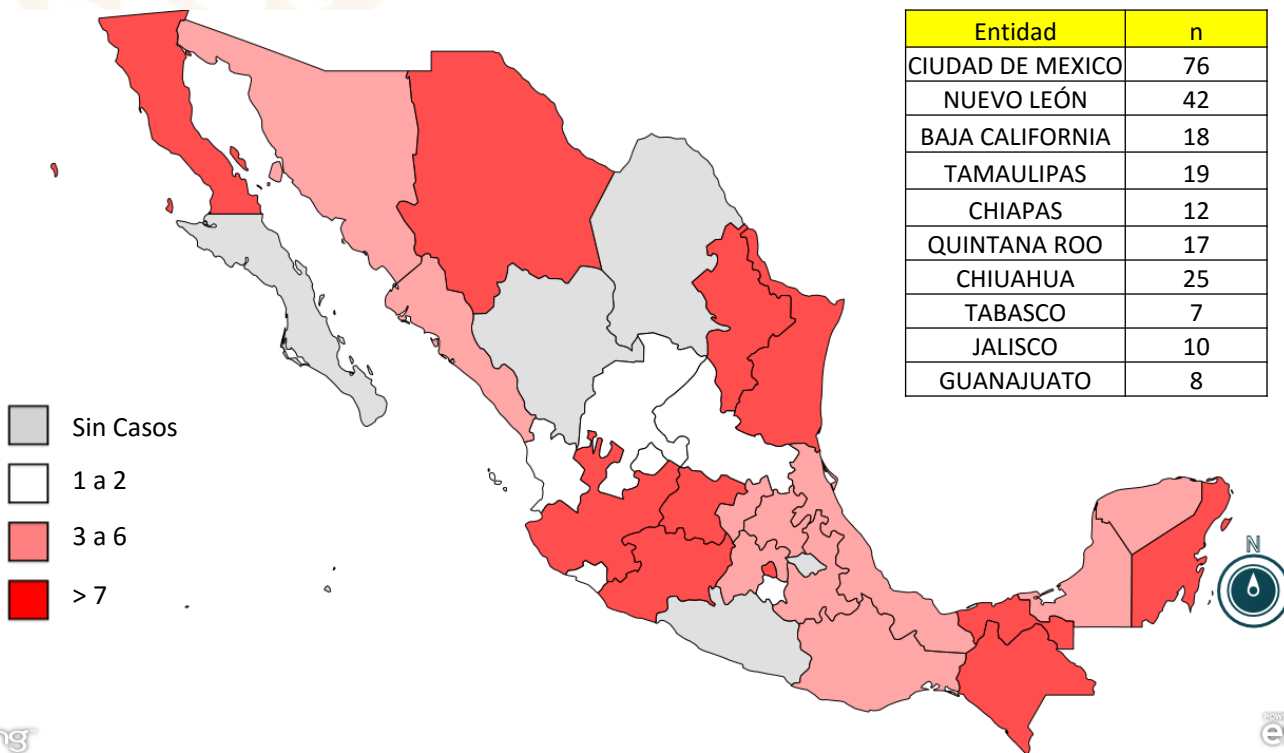 Entidad n
CIUDAD DE MEXICO 76
NUEVO LEÓN 42
BAJA CALIFORNIA 18
TAMAULIPAS 19
CHIAPAS 12
QUINTANA ROO 17
CHIUAHUA 25
TABASCO 7
JALISCO 10
GUANAJUATO 8
Sin Casos
1 a 2
3 a 6
> 7
N